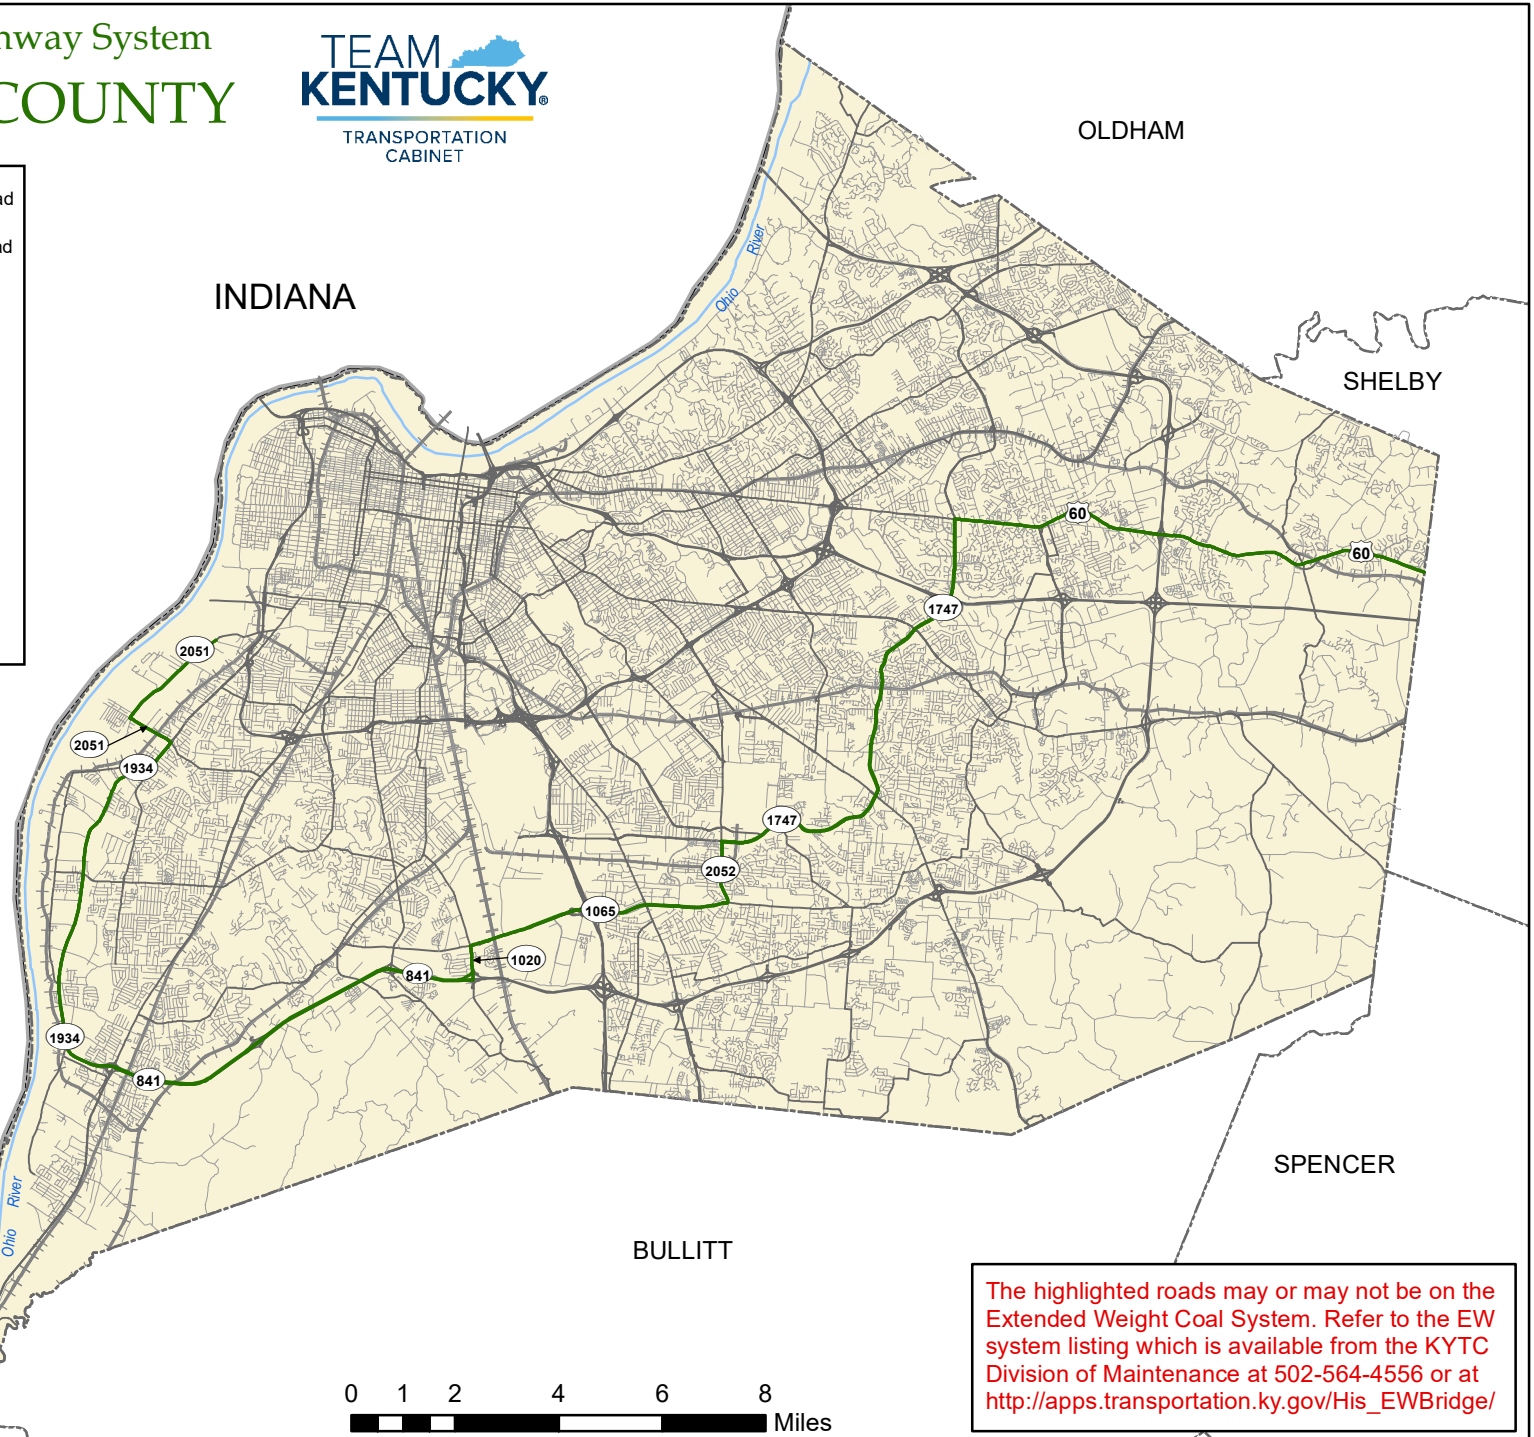 hway System
COUNTY
TEAM
KENTUCKY®
TRANSPORTATION
CABINET
ad
nd
OLDHAM
INDIANA
River
Ohio
SHELBY
60
60
1747
2051
2051
1934
1747
2052
1065
1020
841
1934
841
SPENCER
River
Ohio
BULLITT
The highlighted roads may or may not be on the
Extended Weight Coal System. Refer to the EW
system listing which is available from the KYTC
Division of Maintenance at 502-564-4556 or at
http://apps.transportation.ky.gov/His_EWBridge/
0 1 2 4 6 8
Miles